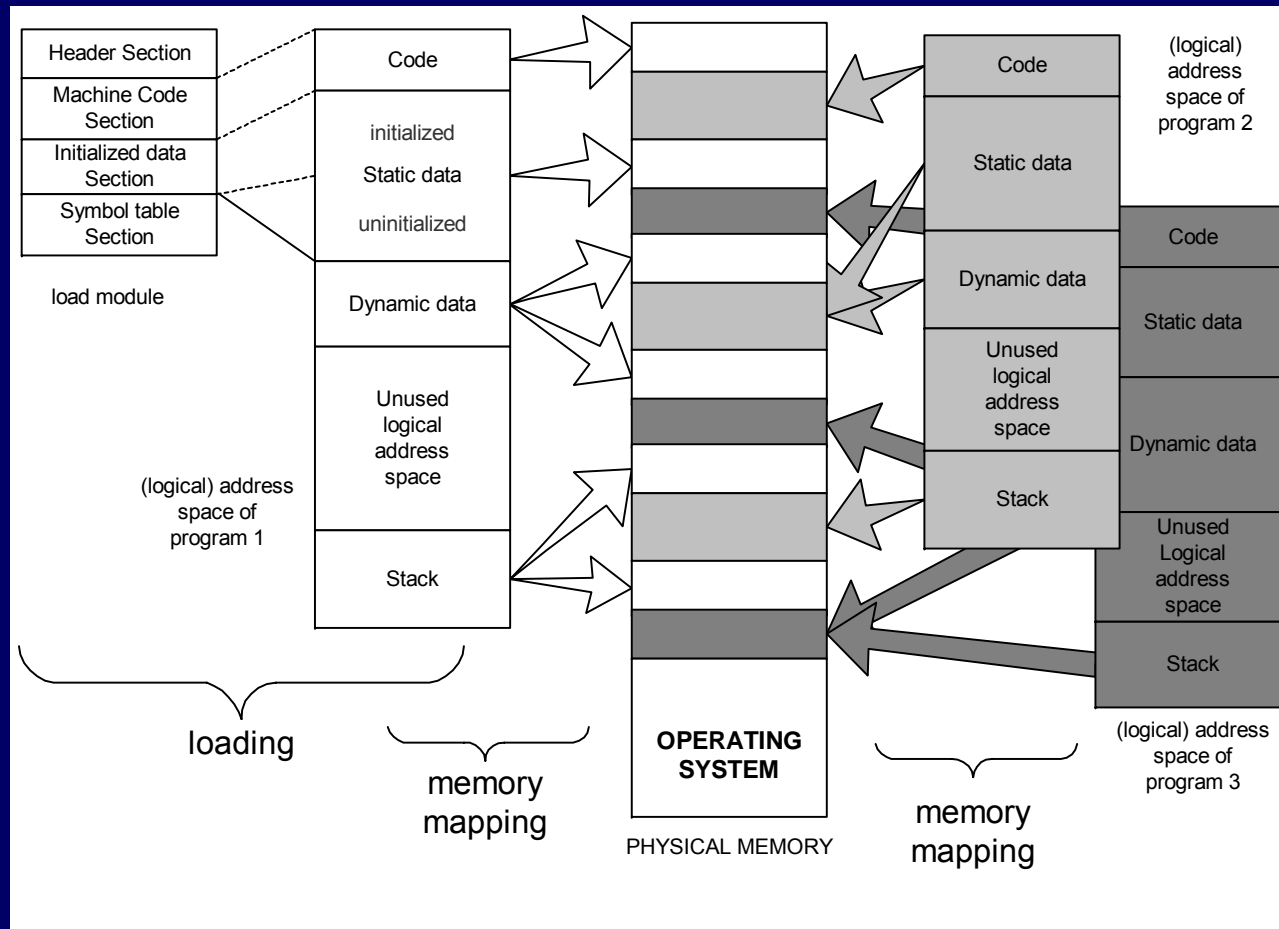 Header Section
Machine Code
Section
Initialized data
Section
Symbol table
Section
load module
Code
initialized
Static data
uninitialized
Dynamic data
Unused
logical
address
space
Stack
(logical) address
space of
program 1
loading
memory
mapping
OPERATING
SYSTEM
PHYSICAL MEMORY
Code
Static data
Dynamic data
Unused
logical
address
space
Stack
(logical)
address
space of
program 2
Code
Static data
Dynamic data
Unused
Logical
address
space
Stack
(logical) address
space of
program 3
memory
mapping